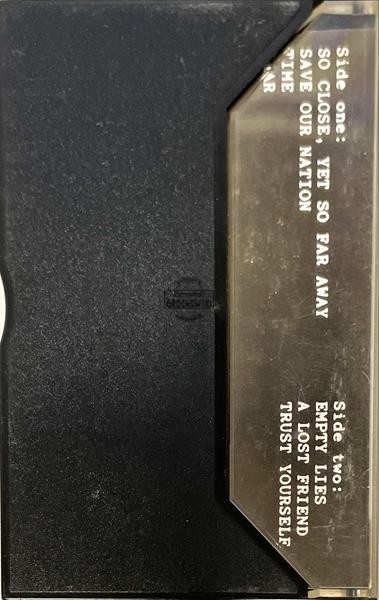 Side one:
SO CLOSE, YET SO FAR AWAY
SAVE OUR NATION
TIME
Side two:
EMPTY LIES
A LOST FRIEND
TRUST YOURSELF